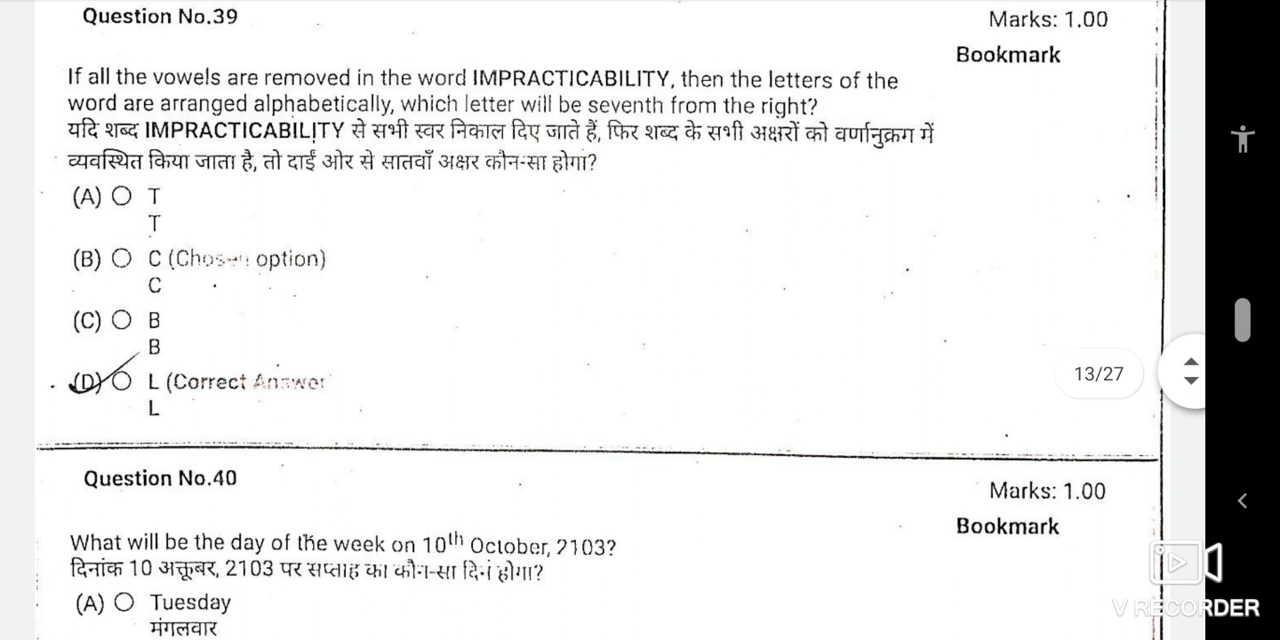 Question No.39
Marks: 1.00
Bookmark
If all the vowels are removed in the word IMPRACTICABILITY, then the letters of the
word are arranged alphabetically, which letter will be seventh from the right?
यदि शब्द IMPRACTICABILITY से सभी स्वर निकाल दिए जाते हैं, फिर शब्द के सभी अक्षरों को वर्णानुक्रम में
व्यवस्थित किया जाता है, तो दाईं ओर से सातवाँ अक्षर कौन-सा होगा?
(A) T
T
(B) C (Chosen option)
C
(C) B
B
(D) L (Correct Answer
L
13/27
Question No.40
Marks: 1.00
Bookmark
What will be the day of the week on 10th October, 2103?
दिनांक 10 अक्तूबर, 2103 पर सप्ताह का कौन-सा दिन होगा?
(A) Tuesday
मंगलवार
V RECORDER